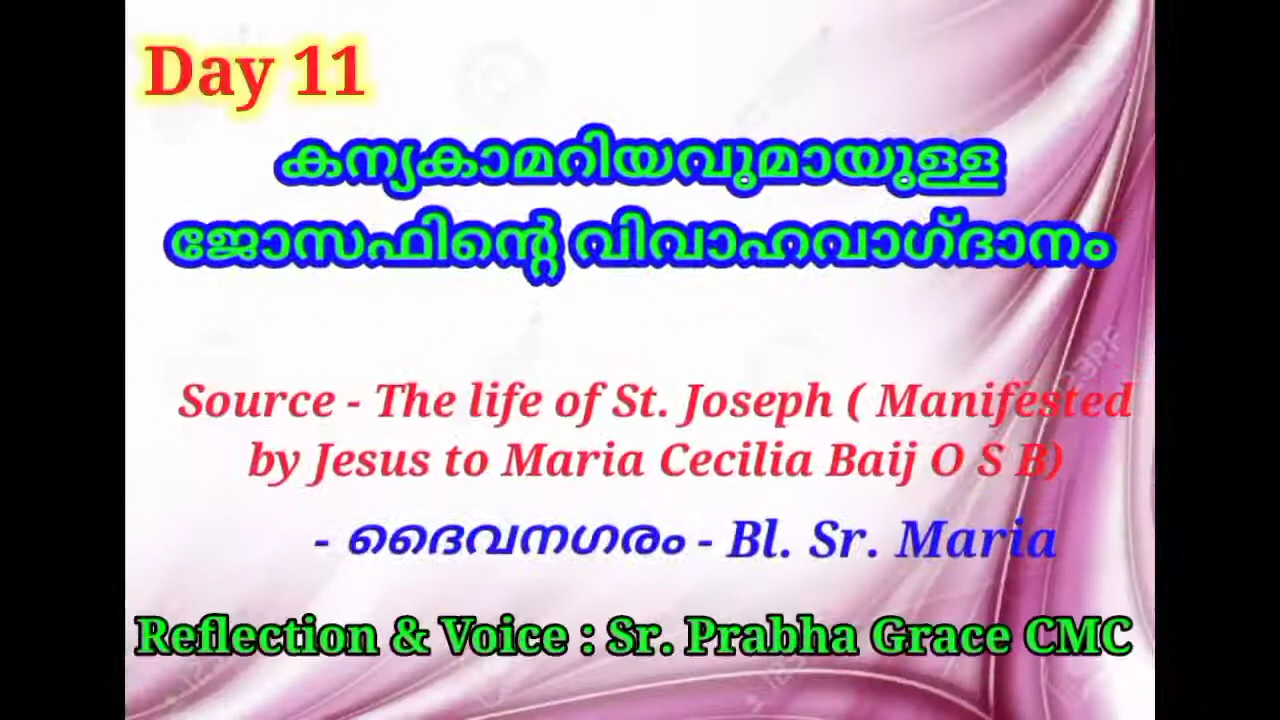 Day 11
കന്യകാമറിയവുമായുള്ള
ജോസഫിന്റെ വിവാഹവാഗ്ദാനം
Source - The life of St. Joseph ( Manifested
by Jesus to Maria Cecilia Baij O S B)
- ദൈവനഗരം - Bl. Sr. Maria
Reflection & Voice : Sr. Prabha Grace CMC